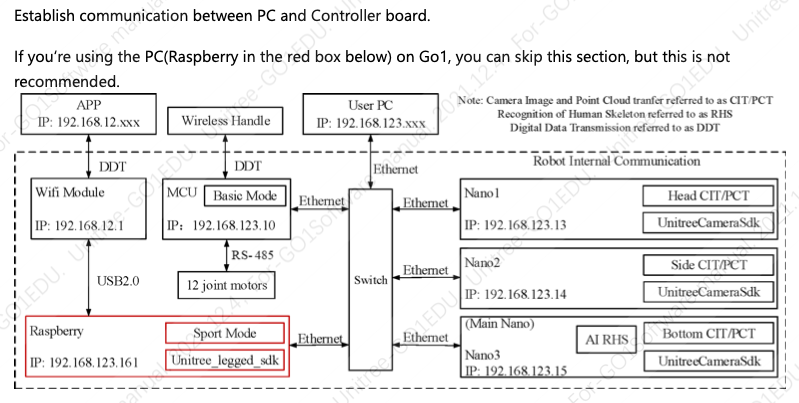 Establish communication between PC and Controller board.
If you're using the PC(Raspberry in the red box below) on Go1, you can skip this section, but this is not
recommended.
APP
IP: 192.168.12.xxx
Wireless Handle
User PC
IP: 192.168.123.xxx
Note: Camera Image and Point Cloud tranfer referred to as CIT/PCT
Recognition of Human Skeleton referred to as RHS
Digital Data Transmission referred to as DDT
DDT
DDT
Ethernet
Robot Internal Communication
Wifi Module
IP: 192.168.12.1
MCU
Basic Mode
IP: 192.168.123.10
Ethernet
Switch
Ethernet
Nano1
IP: 192.168.123.13
Head CIT/PCT
UnitreeCameraSdk
USB2.0
RS-485
12 joint motors
Ethernet
Nano2
IP: 192.168.123.14
Side CIT/PCT
UnitreeCameraSdk
Raspberry
IP: 192.168.123.161
Sport Mode
Unitree_legged_sdk
Ethernet
Ethernet
(Main Nano)
Nano3
IP: 192.168.123.15
AI RHS
Bottom CIT/PCT
UnitreeCameraSdk